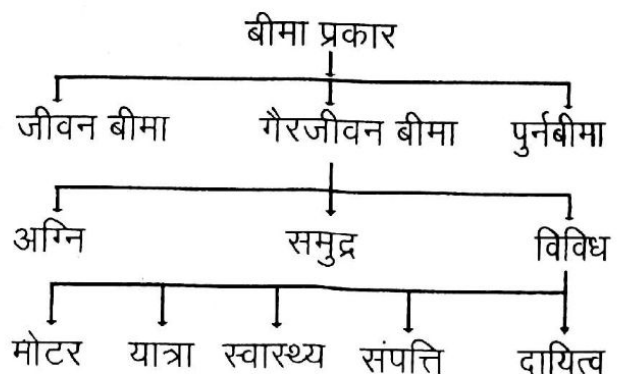 बीमा प्रकार
जीवन बीमा गैरजीवन बीमा पुर्नबीमा
अग्नि समुद्र विविध
मोटर यात्रा स्वास्थ्य संपत्ति दायित्व